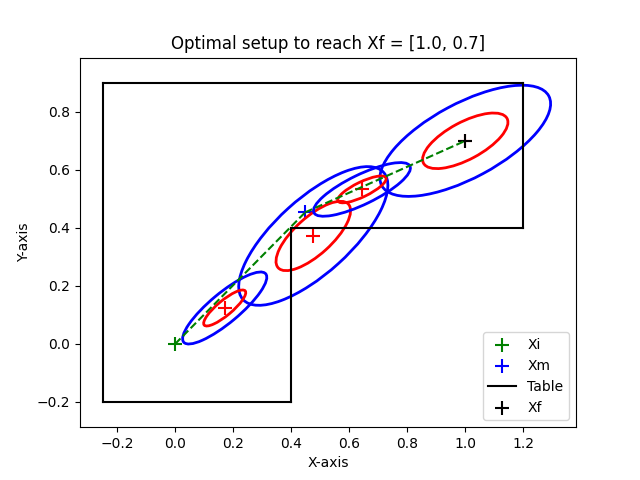 Optimal setup to reach Xf = [1.0, 0.7]
Y-axis
0.8
0.6
0.4
0.2
0.0
−0.2
−0.2
0.0
0.2
0.4
0.6
0.8
1.0
1.2
X-axis
Xi
Xm
Table
Xf